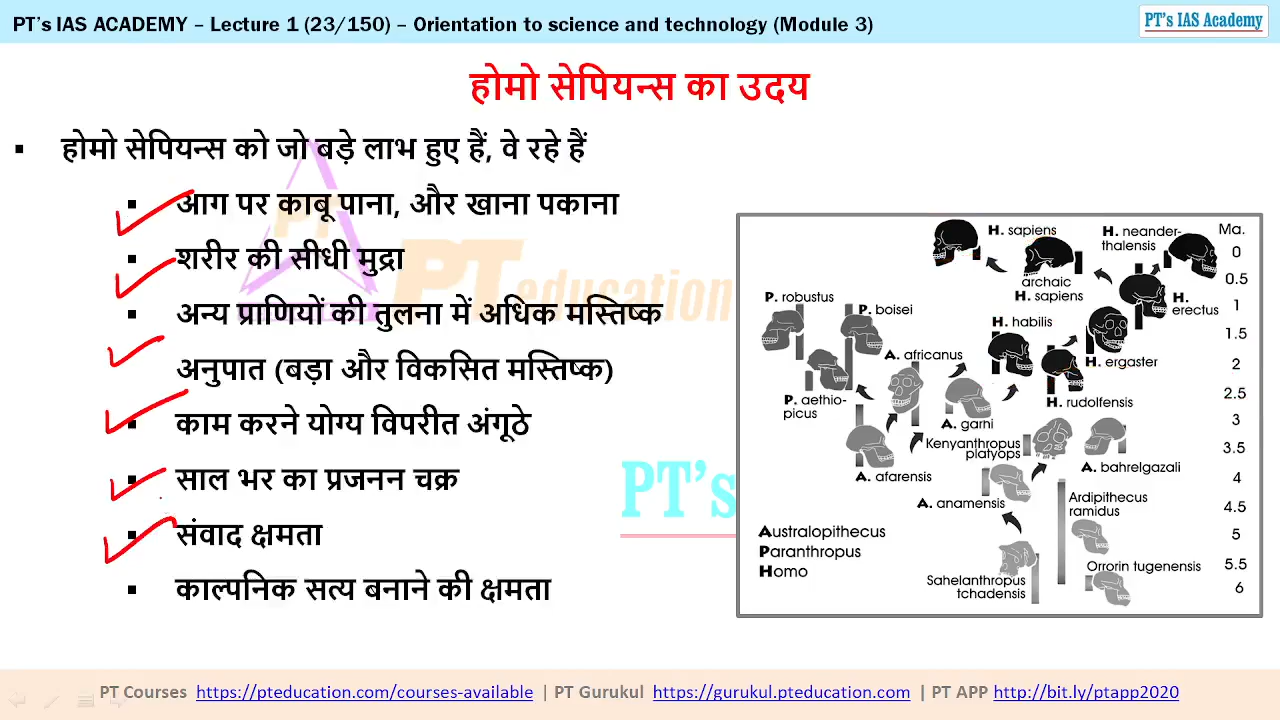 PT's IAS ACADEMY – Lecture 1 (23/150) – Orientation to science and technology (Module 3)
PT's IAS Academy
होमो सेपियन्स का उदय
▪ होमो सेपियन्स को जो बड़े लाभ हुए हैं, वे रहे हैं
▪ आग पर काबू पाना, और खाना पकाना
▪ शरीर की सीधी मुद्रा
▪ अन्य प्राणियों की तुलना में अधिक मस्तिष्क
अनुपात (बड़ा और विकसित मस्तिष्क)
▪ काम करने योग्य विपरीत अंगूठे
▪ साल भर का प्रजनन चक्र
▪ संवाद क्षमता
▪ काल्पनिक सत्य बनाने की क्षमता
PT
PT education
PT's
H. sapiens
H. neander-
thalensis
Ma.
0
archaic
H. sapiens
0.5
P. robustus
P. boisei
H.
erectus
1
H. habilis
1.5
A. africanus
H. ergaster
2
P. aethio-
picus
H. rudolfensis
2.5
A. garni
3
Kenyanthropus
platyops
3.5
A. afarensis
A. bahrelgazali
4
A. anamensis
Ardipithecus
ramidus
4.5
Australopithecus
5
Paranthropus
Homo
Orrorin tugenensis
5.5
Sahelanthropus
tchadensis
6
PT Courses https://pteducation.com/courses-available | PT Gurukul https://gurukul.pteducation.com | PT APP http://bit.ly/ptapp2020